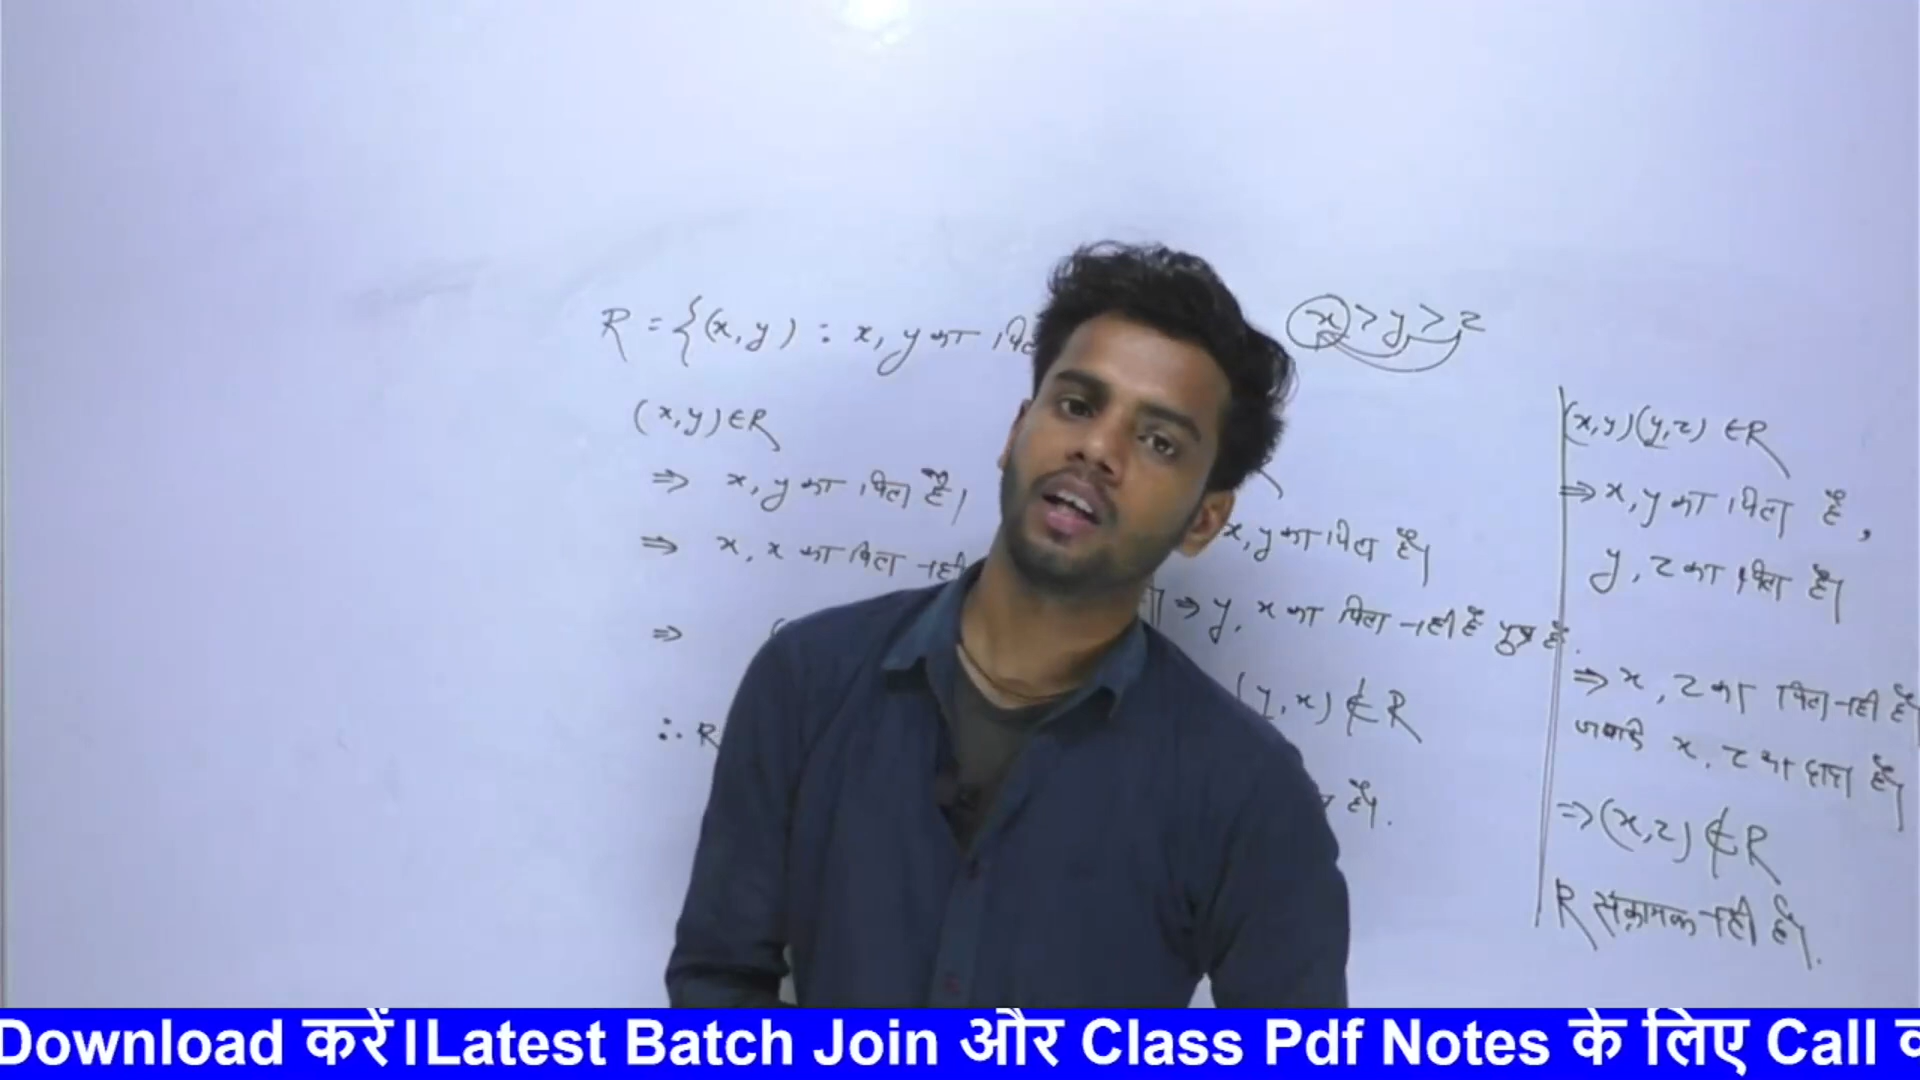 R = {(x,y) : x, y का
x > y > z
(x,y) ∈ R
⇒ x, y का पिता है।
⇒ x, x का पिता नही
⇒
∴ R
x, y का पिता है।
⇒ y, x का पिता नही है पुत्र है.
(y,x) ∉ R
है।.
(x,y)(y,z) ∈ R
⇒ x, y का पिता है,
y, z का पिता है।
⇒ x, z का पिता नही है
जबकि x, z का दादा है।
⇒ (x,z) ∉ R
R संक्रामक नही है।.
Download करें।Latest Batch Join और Class Pdf Notes के लिए Call